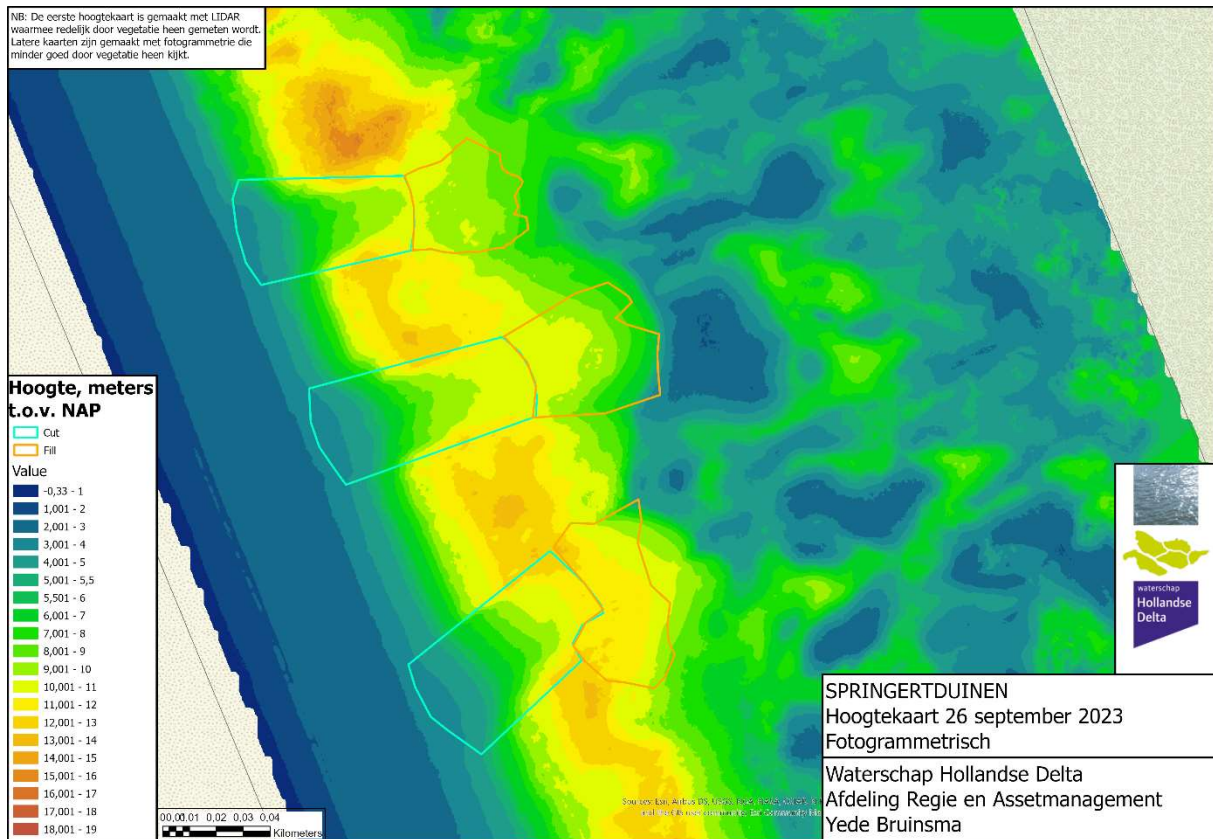 NB: De eerste hoogtekaart is gemaakt met LIDAR
waarmee redelijk door vegetatie heen gemeten wordt.
Latere kaarten zijn gemaakt met fotogrammetrie die
minder goed door vegetatie heen kijkt.
Hoogte, meters
t.o.v. NAP
Cut
Fill
Value
-0,33 - 1
1,001 - 2
2,001 - 3
3,001 - 4
4,001 - 5
5,001 - 5,5
5,501 - 6
6,001 - 7
7,001 - 8
8,001 - 9
9,001 - 10
10,001 - 11
11,001 - 12
12,001 - 13
13,001 - 14
14,001 - 15
15,001 - 16
16,001 - 17
17,001 - 18
18,001 - 19
0,01 0,02 0,03 0,04
Kilometers
Sources: Esri, Airbus DS, USGS,
waterschap
Hollandse
Delta
SPRINGERTDUINEN
Hoogtekaart 26 september 2023
Fotogrammetrisch
Waterschap Hollandse Delta
Afdeling Regie en Assetmanagement
Yede Bruinsma